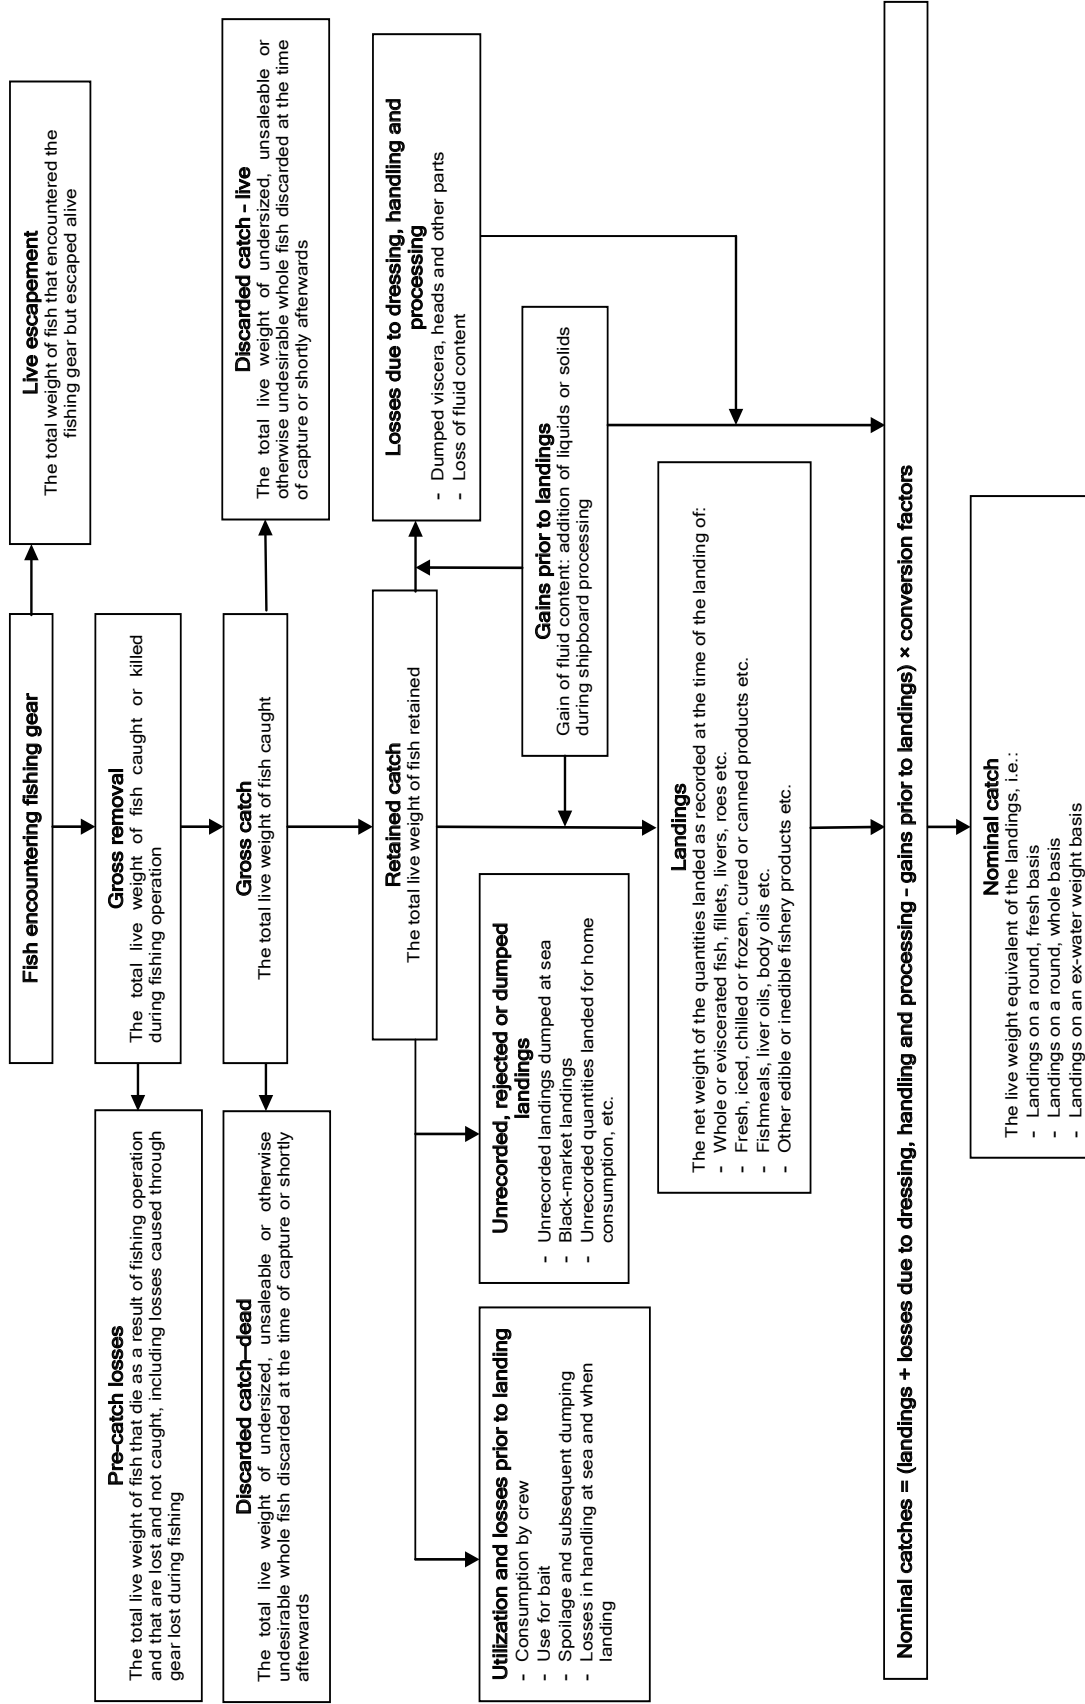 Fish encountering fishing gear
Live escapement
The total weight of fish that encountered the
fishing gear but escaped alive
Gross removal
The total live weight of fish caught or killed
during fishing operation
Pre-catch losses
The total live weight of fish that die as a result of fishing operation
and that are lost and not caught, including losses caused through
gear lost during fishing
Gross catch
The total live weight of fish caught
Discarded catch–dead
The total live weight of undersized, unsaleable or otherwise
undesirable whole fish discarded at the time of capture or shortly
afterwards
Discarded catch - live
The total live weight of undersized, unsaleable or
otherwise undesirable whole fish discarded at the time
of capture or shortly afterwards
Retained catch
The total live weight of fish retained
Losses due to dressing, handling and
processing
- Dumped viscera, heads and other parts
- Loss of fluid content
Utilization and losses prior to landing
- Consumption by crew
- Use for bait
- Spoilage and subsequent dumping
- Losses in handling at sea and when
landing
Unrecorded, rejected or dumped
landings
- Unrecorded landings dumped at sea
- Black-market landings
- Unrecorded quantities landed for home
consumption, etc.
Gains prior to landings
Gain of fluid content: addition of liquids or solids
during shipboard processing
Landings
The net weight of the quantities landed as recorded at the time of the landing of:
- Whole or eviscerated fish, fillets, livers, roes etc.
- Fresh, iced, chilled or frozen, cured or canned products etc.
- Fishmeals, liver oils, body oils etc.
- Other edible or inedible fishery products etc.
Nominal catches = (landings + losses due to dressing, handling and processing - gains prior to landings) × conversion factors
Nominal catch
The live weight equivalent of the landings, i.e.:
- Landings on a round, fresh basis
- Landings on a round, whole basis
- Landings on an ex-water weight basis